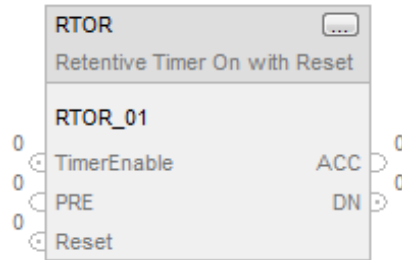 RTOR ...
Retentive Timer On with Reset
RTOR_01
0 TimerEnable ACC 0
0 PRE DN 0
0 Reset